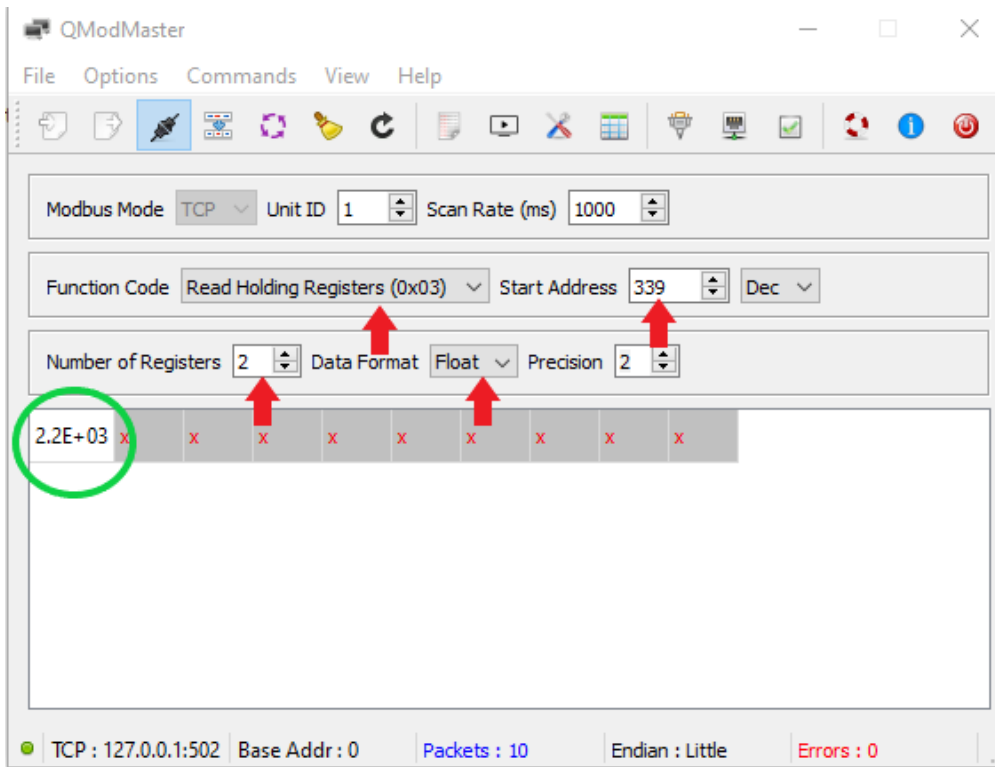 QModMaster
File Options Commands View Help
Modbus Mode TCP Unit ID 1 Scan Rate (ms) 1000
Function Code Read Holding Registers (0x03) Start Address 339 Dec
Number of Registers 2 Data Format Float Precision 2
2.2E+03 x x x x x x x x x
TCP : 127.0.0.1:502 Base Addr : 0 Packets : 10 Endian : Little Errors : 0